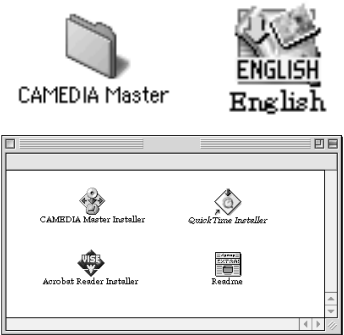 ENGLISH
CAMEDIA Master
English
CAMEDIA Master Installer
QuickTime Installer
VISE
Acrobat Reader Installer
Readme